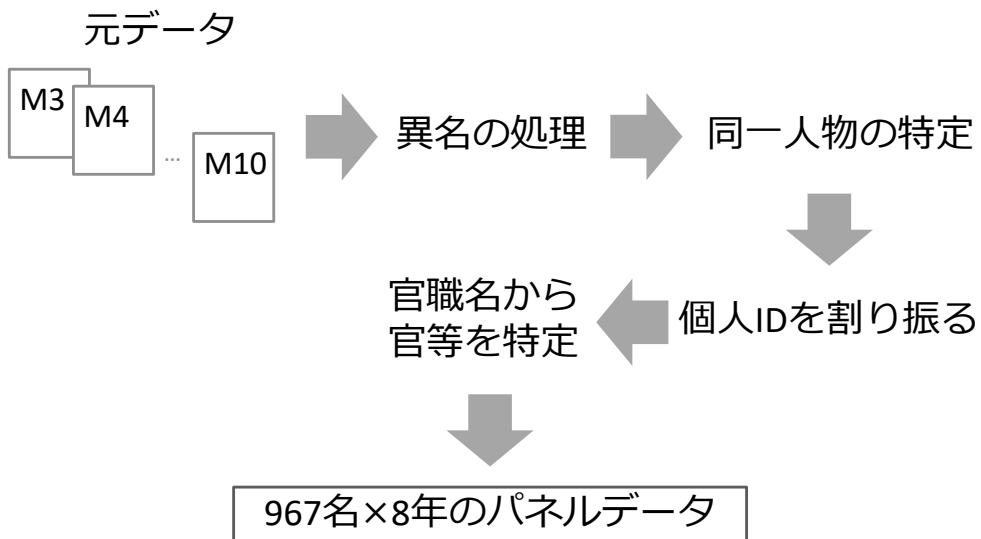 元データ
M3
M4
…
M10
異名の処理
同一人物の特定
個人IDを割り振る
官職名から
官等を特定
967名×8年のパネルデータ